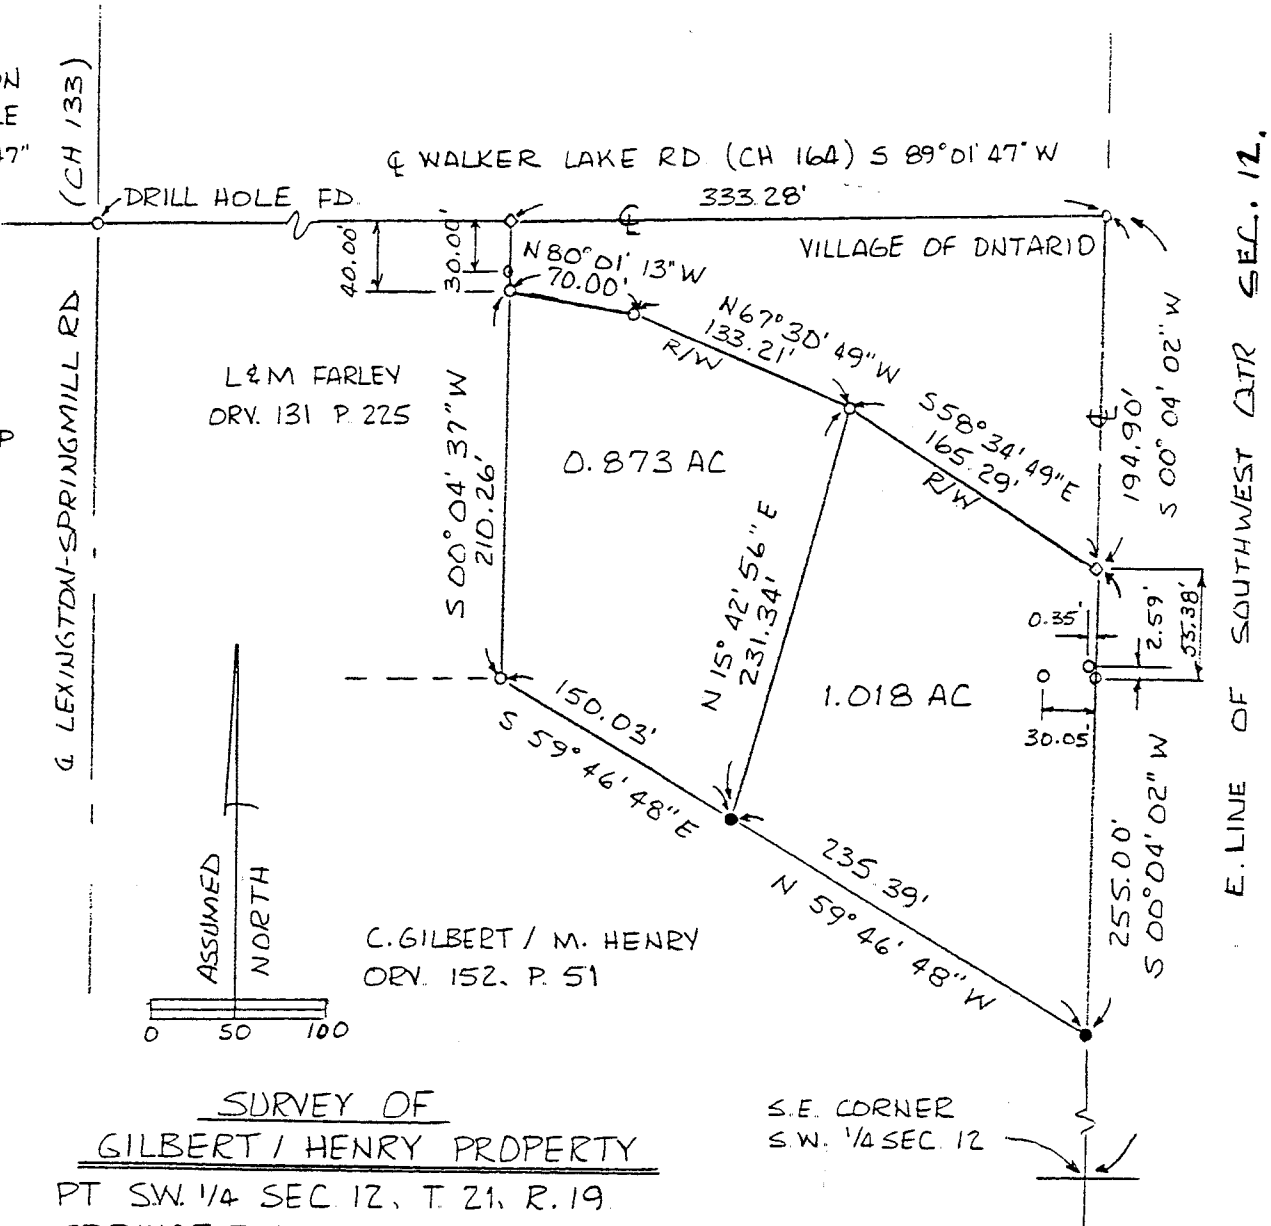 (CH 133)
47"
℄ WALKER LAKE RD. (CH 164) S 89°01'47" W
333.28'
DRILL HOLE FD.
℄
VILLAGE OF ONTARIO
40.00'
30.00'
N 80°01'13" W
70.00'
N 67°30'49" W
133.21'
R/W
S 58°34'49" E
165.29'
R/W
℄
194.90'
S 00°04'02" W
E. LINE OF SOUTHWEST QTR SEC. 12.
L&M FARLEY
ORV. 131 P 225
℄ LEXINGTON-SPRINGMILL RD
P
0.873 AC
S 00°04'37" W
210.26'
N 15°42'56" E
231.34'
1.018 AC
0.35'
2.59'
53.38'
30.05'
150.03'
S 59°46'48" E
235.39'
N 59°46'48" W
255.00'
S 00°04'02" W
ASSUMED
NORTH
0 50 100
C. GILBERT / M. HENRY
ORV. 152. P. 51
SURVEY OF
GILBERT / HENRY PROPERTY
PT S.W. 1/4 SEC. 12, T. 21, R. 19
S.E. CORNER
S.W. 1/4 SEC. 12